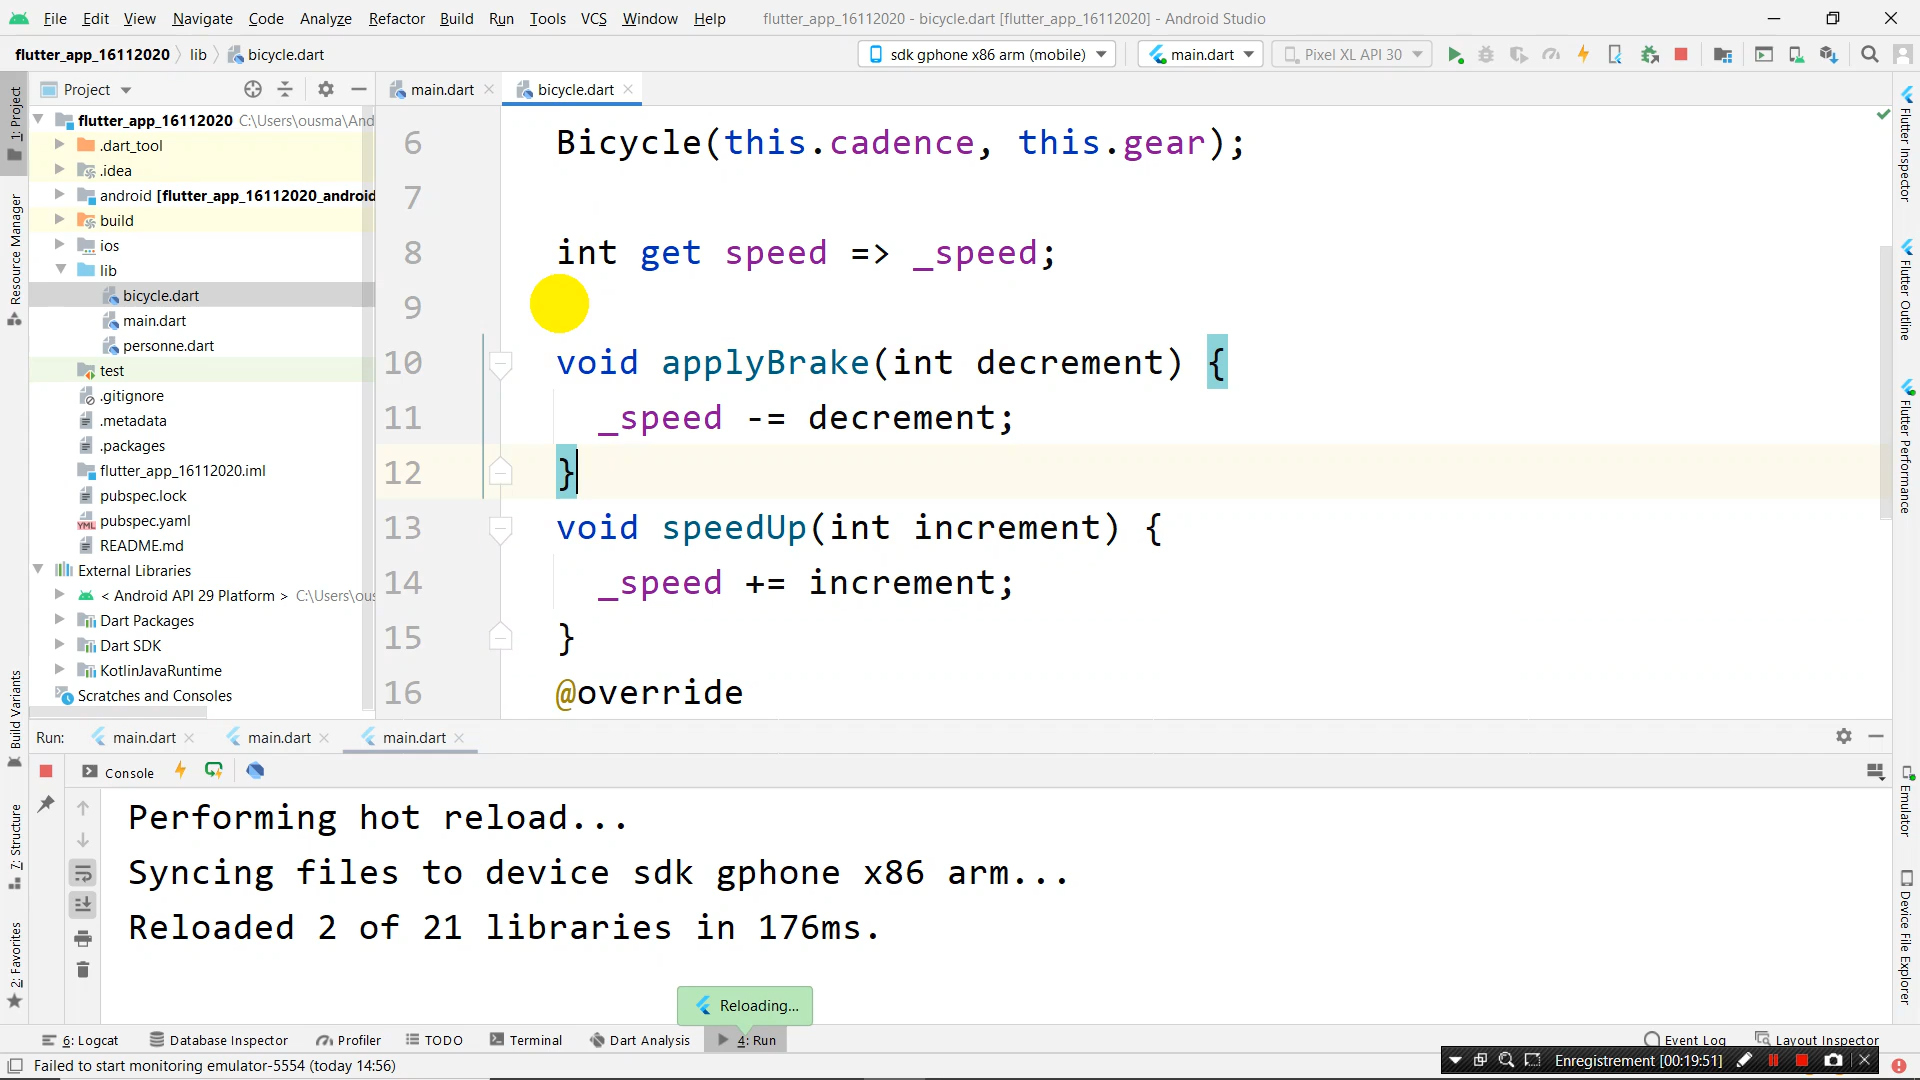 File Edit View Navigate Code Analyze Refactor Build Run Tools VCS Window Help flutter_app_16112020 - bicycle.dart [flutter_app_16112020] - Android Studio
flutter_app_16112020 lib bicycle.dart sdk gphone x86 arm (mobile) main.dart Pixel XL API 30
Project main.dart bicycle.dart
flutter_app_16112020 C:\Users\ousma\And
.dart_tool
.idea
android [flutter_app_16112020_android
build
ios
lib
bicycle.dart
main.dart
personne.dart
test
.gitignore
.metadata
.packages
flutter_app_16112020.iml
pubspec.lock
pubspec.yaml
README.md
External Libraries
< Android API 29 Platform > C:\Users\ous
Dart Packages
Dart SDK
KotlinJavaRuntime
Scratches and Consoles
6 Bicycle(this.cadence, this.gear);
7
8 int get speed => _speed;
9
10 void applyBrake(int decrement) {
11 _speed -= decrement;
12 }
13 void speedUp(int increment) {
14 _speed += increment;
15 }
16 @override
1: Project
Resource Manager
Build Variants
7: Structure
2: Favorites
Flutter Inspector
Flutter Outline
Flutter Performance
Emulator
Device File Explorer
Run: main.dart main.dart main.dart
Console
Performing hot reload...
Syncing files to device sdk gphone x86 arm...
Reloaded 2 of 21 libraries in 176ms.
Reloading...
6: Logcat Database Inspector Profiler TODO Terminal Dart Analysis 4: Run Event Log Layout Inspector
Failed to start monitoring emulator-5554 (today 14:56)
Enregistrement [00:19:51]